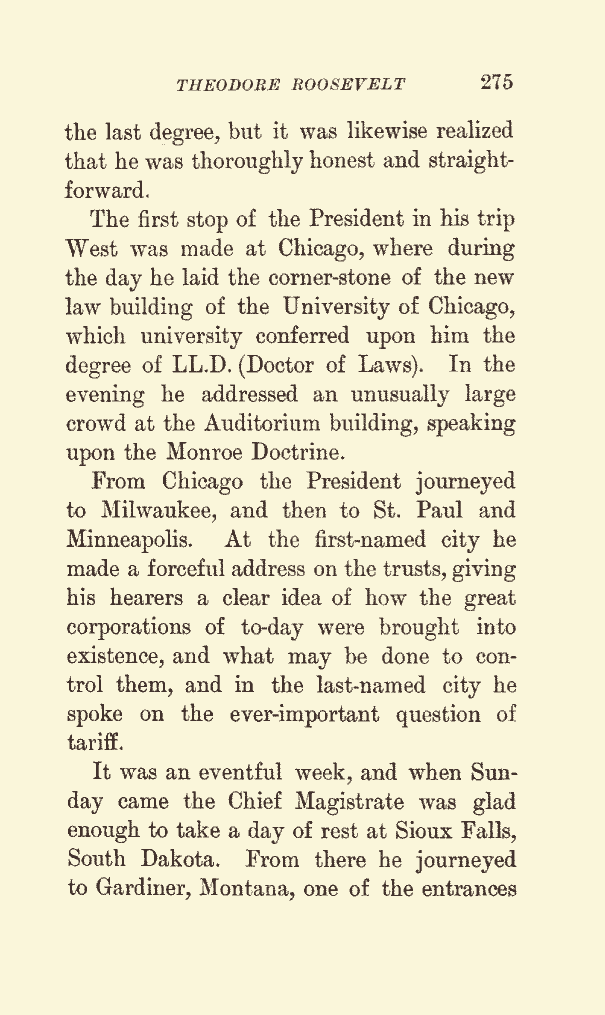 THEODORE ROOSEVELT 275
the last degree, but it was likewise realized
that he was thoroughly honest and straight-
forward.
The first stop of the President in his trip
West was made at Chicago, where during
the day he laid the corner-stone of the new
law building of the University of Chicago,
which university conferred upon him the
degree of LL.D. (Doctor of Laws). In the
evening he addressed an unusually large
crowd at the Auditorium building, speaking
upon the Monroe Doctrine.
From Chicago the President journeyed
to Milwaukee, and then to St. Paul and
Minneapolis. At the first-named city he
made a forceful address on the trusts, giving
his hearers a clear idea of how the great
corporations of to-day were brought into
existence, and what may be done to con-
trol them, and in the last-named city he
spoke on the ever-important question of
tariff.
It was an eventful week, and when Sun-
day came the Chief Magistrate was glad
enough to take a day of rest at Sioux Falls,
South Dakota. From there he journeyed
to Gardiner, Montana, one of the entrances